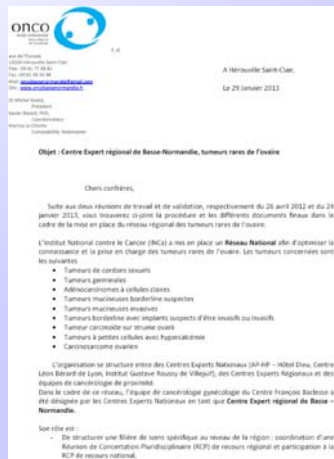 onco
14200 Hérouville Saint-Clair
A Hérouville Saint-Clair,
Le 29 Janvier 2013
Objet : Centre Expert régional de Basse-Normandie, tumeurs rares de l'ovaire
Chers confrères,
Suite aux deux réunions de travail et de validation, respectivement du 26 avril 2012 et du 24
janvier 2013, vous trouverez ci-joint la procédure et les différents documents finaux dans le
cadre de la mise en place du réseau régional des tumeurs rares de l'ovaire.
L'Institut National contre le Cancer (INCa) a mis en place un Réseau National afin d'optimiser la
connaissance et la prise en charge des tumeurs rares de l'ovaire. Les tumeurs concernées sont
les suivantes
• Tumeurs de cordons sexuels
• Tumeurs germinales
• Adénocarcinomes à cellules claires
• Tumeurs mucineuses borderline suspectes
• Tumeurs mucineuses invasives
• Tumeurs borderline avec implants suspects d'être invasifs ou invasifs
• Tumeur carcinoïde sur struma ovarii
• Tumeurs à petites cellules avec hypercalcémie
• Carcinosarcome ovarien
L'organisation se structure entre des Centres Experts Nationaux (AP-HP – Hôtel Dieu, Centre
Léon Bérard de Lyon, Institut Gustave Roussy de Villejuif), des Centres Experts Régionaux et des
équipes de cancérologie de proximité.
Dans le cadre de ce réseau, l'équipe de cancérologie gynécologique du Centre François Baclesse a
été désignée par les Centres Experts Nationaux en tant que Centre Expert régional de Basse –
Normandie.
Son rôle est :
- De structurer une filière de soins spécifique au niveau de la région : coordination d'une
Réunion de Concertation Pluridisciplinaire (RCP) de recours régional et participation à la
RCP de recours national,